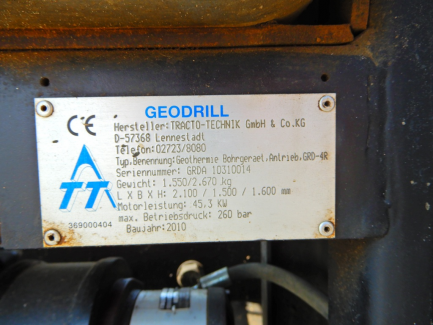 GEODRILL
CE
Hersteller:TRACTO-TECHNIK GmbH & Co.KG
D-57368 Lennestadt
Telefon:02723/8080
Typ.Benennung:Geothermie Bohrgeraet,Antrieb,GRD-4R
Seriennummer: GRDA 10310014
Gewicht: 1.550/2.670 kg
L X B X H: 2.100 / 1.500 / 1.600 mm
Motorleistung: 45.3 KW
max. Betriebsdruck: 260 bar
Baujahr:2010
TT
369000404